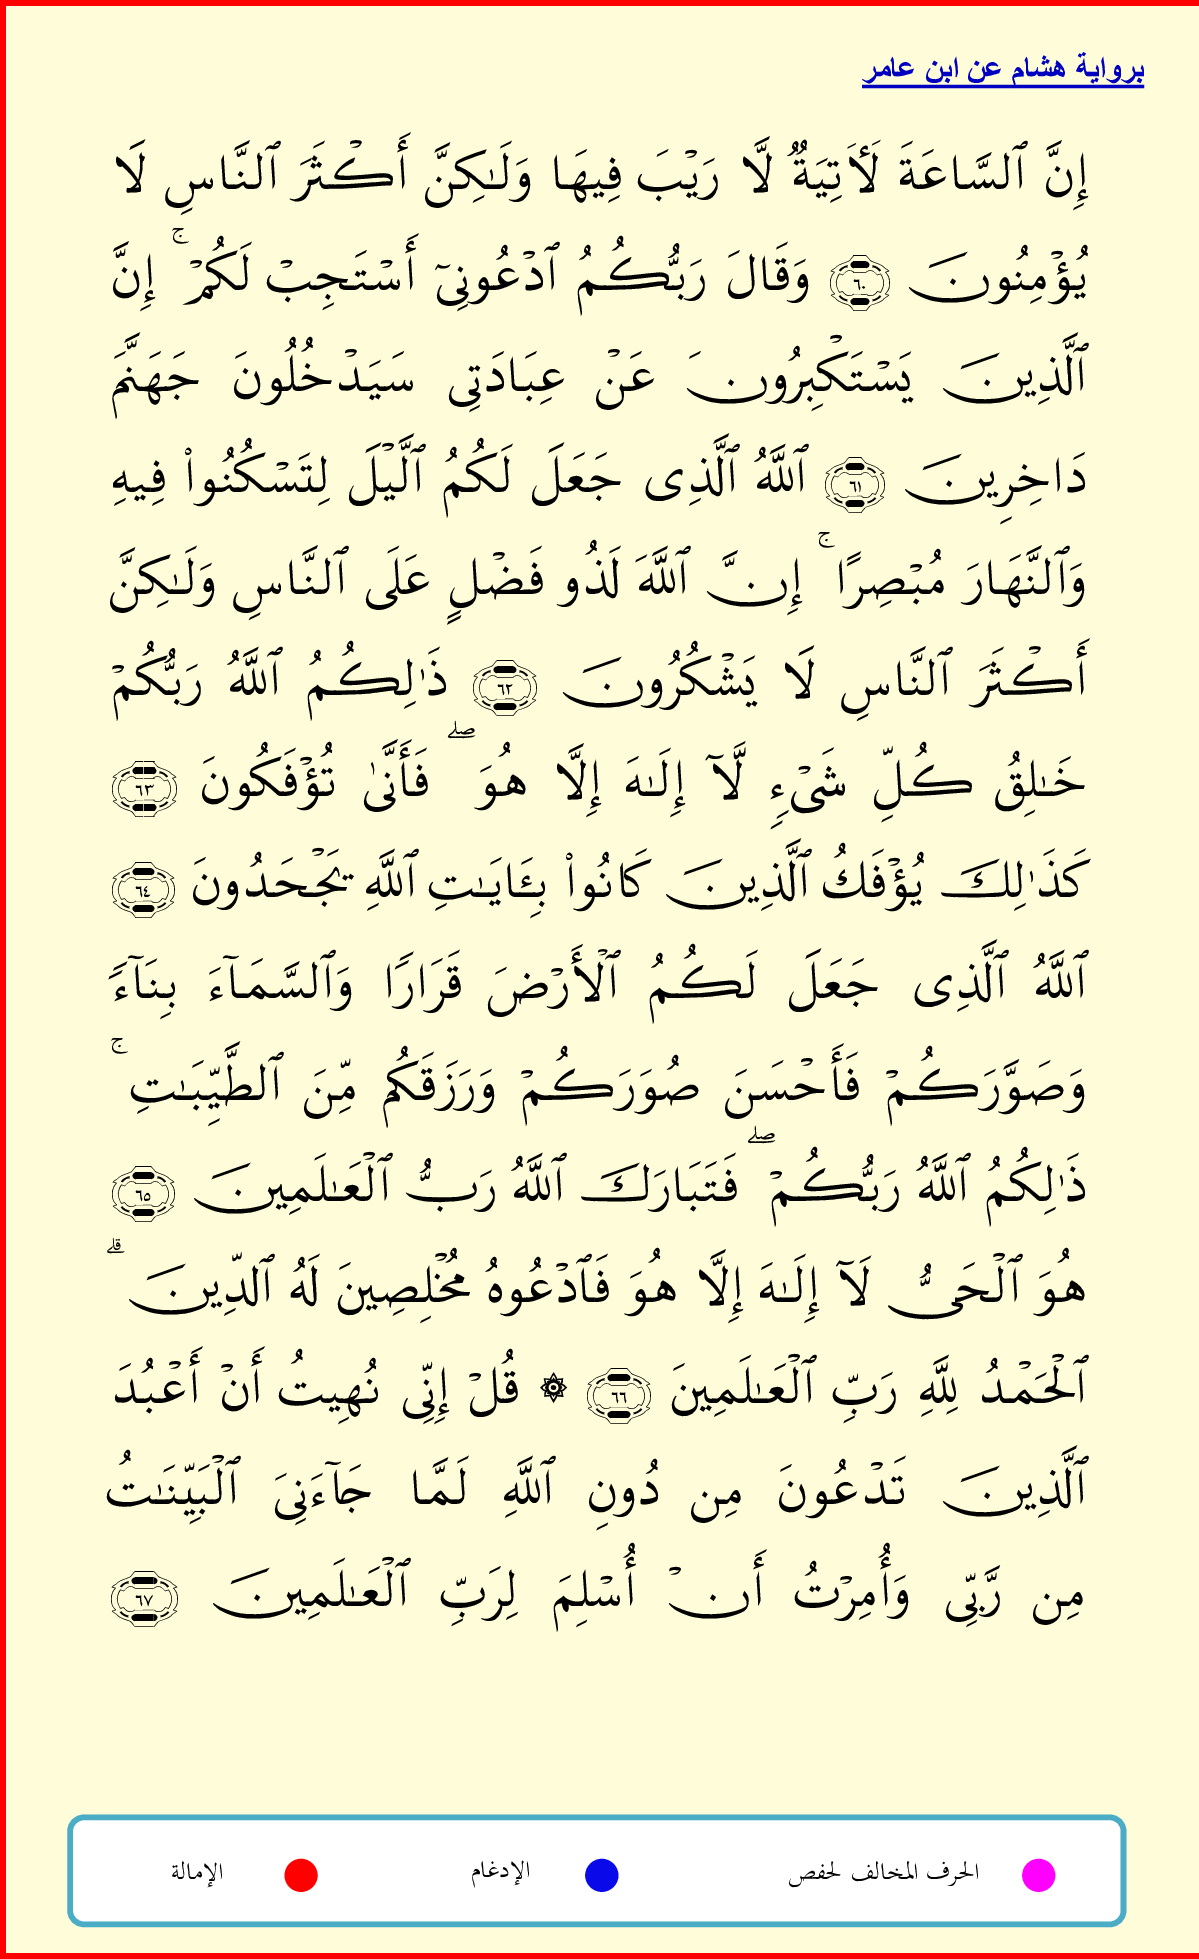 برواية هشام عن ابن عامر
إِنَّ ٱلسَّاعَةَ لَأٓتِيَةٌ لَّا رَيْبَ فِيهَا وَلَٰكِنَّ أَكْثَرَ ٱلنَّاسِ لَا
يُؤْمِنُونَ ٦٠ وَقَالَ رَبُّكُمُ ٱدْعُونِىٓ أَسْتَجِبْ لَكُمْ ۚ إِنَّ
ٱلَّذِينَ يَسْتَكْبِرُونَ عَنْ عِبَادَتِى سَيَدْخُلُونَ جَهَنَّمَ
دَاخِرِينَ ٦١ ٱللَّهُ ٱلَّذِى جَعَلَ لَكُمُ ٱلَّيْلَ لِتَسْكُنُوا۟ فِيهِ
وَٱلنَّهَارَ مُبْصِرًا ۚ إِنَّ ٱللَّهَ لَذُو فَضْلٍ عَلَى ٱلنَّاسِ وَلَٰكِنَّ
أَكْثَرَ ٱلنَّاسِ لَا يَشْكُرُونَ ٦٢ ذَٰلِكُمُ ٱللَّهُ رَبُّكُمْ
خَٰلِقُ كُلِّ شَىْءٍ لَّآ إِلَٰهَ إِلَّا هُوَ ۖ فَأَنَّىٰ تُؤْفَكُونَ ٦٣
كَذَٰلِكَ يُؤْفَكُ ٱلَّذِينَ كَانُوا۟ بِـَٔايَٰتِ ٱللَّهِ يَجْحَدُونَ ٦٤
ٱللَّهُ ٱلَّذِى جَعَلَ لَكُمُ ٱلْأَرْضَ قَرَارًا وَٱلسَّمَآءَ بِنَآءً
وَصَوَّرَكُمْ فَأَحْسَنَ صُوَرَكُمْ وَرَزَقَكُم مِّنَ ٱلطَّيِّبَٰتِ ۚ
ذَٰلِكُمُ ٱللَّهُ رَبُّكُمْ ۖ فَتَبَارَكَ ٱللَّهُ رَبُّ ٱلْعَٰلَمِينَ ٦٥
هُوَ ٱلْحَىُّ لَآ إِلَٰهَ إِلَّا هُوَ فَٱدْعُوهُ مُخْلِصِينَ لَهُ ٱلدِّينَ ۗ
ٱلْحَمْدُ لِلَّهِ رَبِّ ٱلْعَٰلَمِينَ ٦٦ ۞ قُلْ إِنِّى نُهِيتُ أَنْ أَعْبُدَ
ٱلَّذِينَ تَدْعُونَ مِن دُونِ ٱللَّهِ لَمَّا جَآءَنِىَ ٱلْبَيِّنَٰتُ
مِن رَّبِّى وَأُمِرْتُ أَنْ أُسْلِمَ لِرَبِّ ٱلْعَٰلَمِينَ ٦٧
الحرف المخالف لحفص الإدغام الإمالة